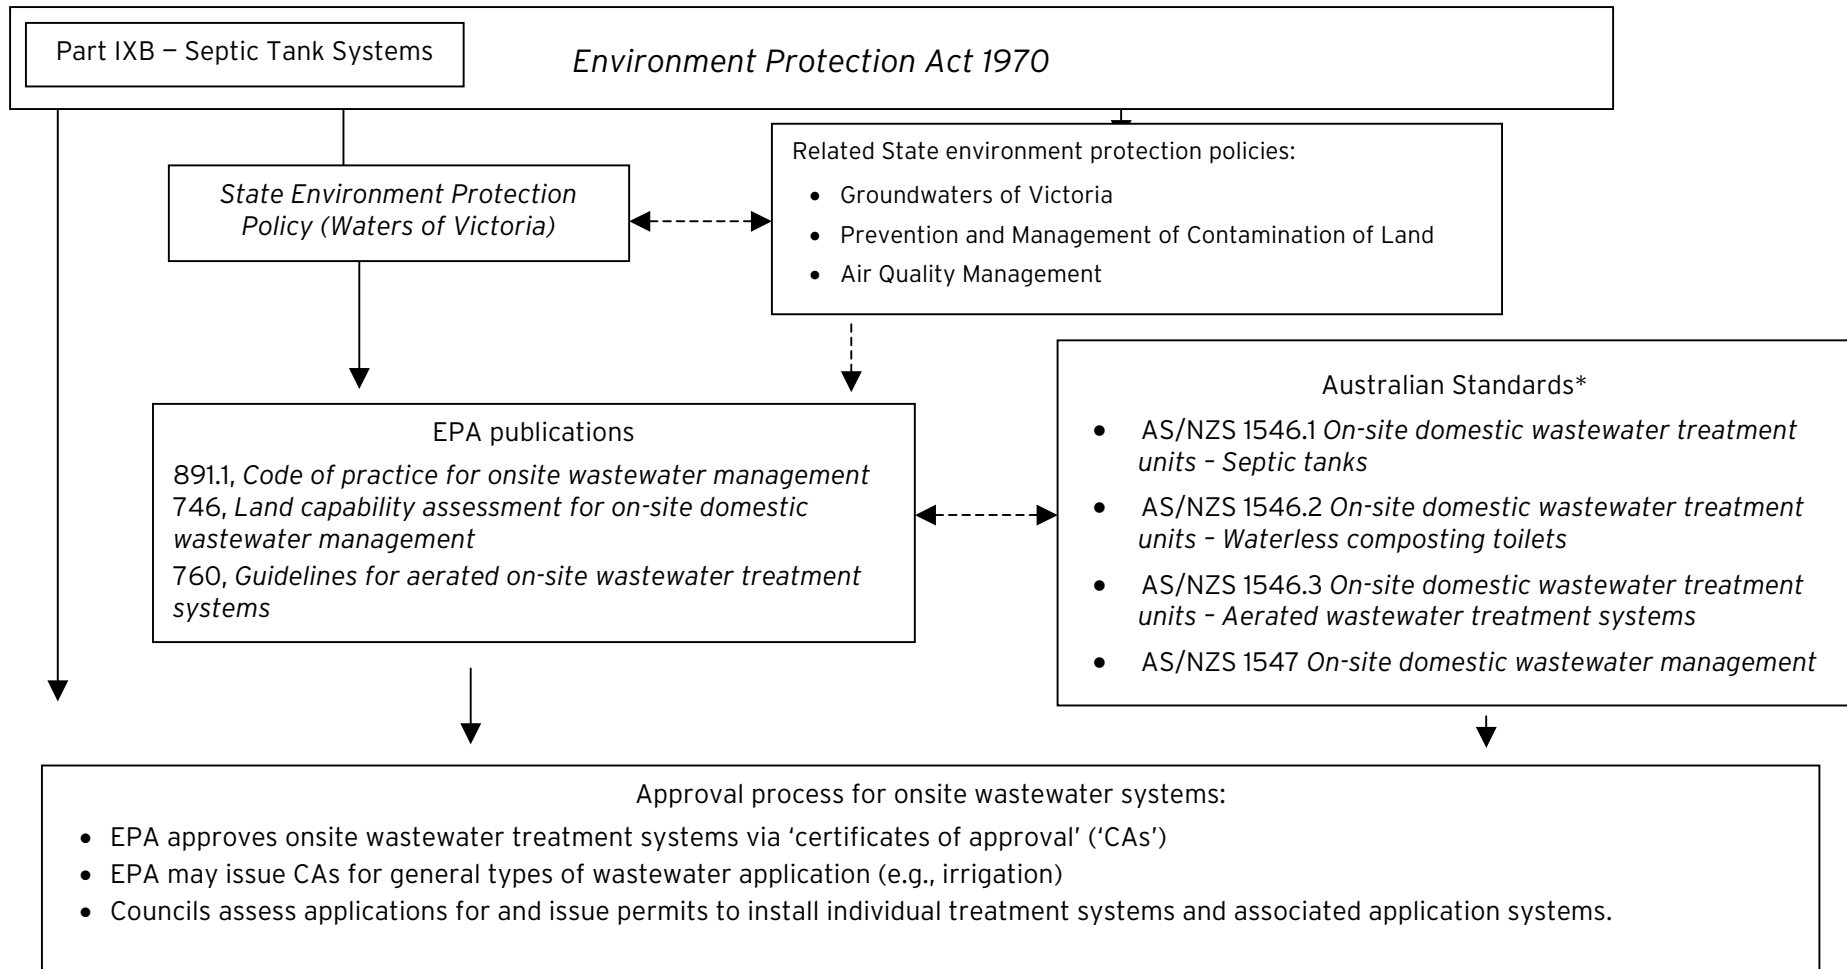 Part IXB – Septic Tank Systems
Environment Protection Act 1970
State Environment Protection
Policy (Waters of Victoria)
Related State environment protection policies:
• Groundwaters of Victoria
• Prevention and Management of Contamination of Land
• Air Quality Management
EPA publications
891.1, Code of practice for onsite wastewater management
746, Land capability assessment for on-site domestic
wastewater management
760, Guidelines for aerated on-site wastewater treatment
systems
Australian Standards*
• AS/NZS 1546.1 On-site domestic wastewater treatment
units – Septic tanks
• AS/NZS 1546.2 On-site domestic wastewater treatment
units – Waterless composting toilets
• AS/NZS 1546.3 On-site domestic wastewater treatment
units – Aerated wastewater treatment systems
• AS/NZS 1547 On-site domestic wastewater management
Approval process for onsite wastewater systems:
• EPA approves onsite wastewater treatment systems via ‘certificates of approval’ (‘CAs’)
• EPA may issue CAs for general types of wastewater application (e.g., irrigation)
• Councils assess applications for and issue permits to install individual treatment systems and associated application systems.